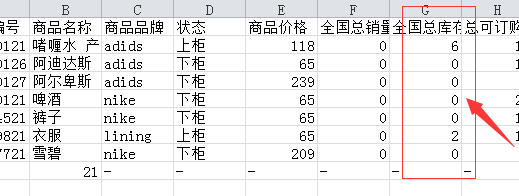 B C D E F G H
编号 商品名称 商品品牌 状态 商品价格 全国总销量 全国总库存 总可订购
0121 啫喱水 产 adids 上柜 118 0 6 1
0126 阿迪达斯 adids 下柜 65 0 0 1
0127 阿尔卑斯 adids 下柜 239 0 0
0121 啤酒 nike 下柜 65 0 0 2
4521 裤子 nike 下柜 65 0 0 1
9821 衣服 lining 上柜 65 0 2 1
7721 雪碧 nike 下柜 209 0 0
21 – – – – – –